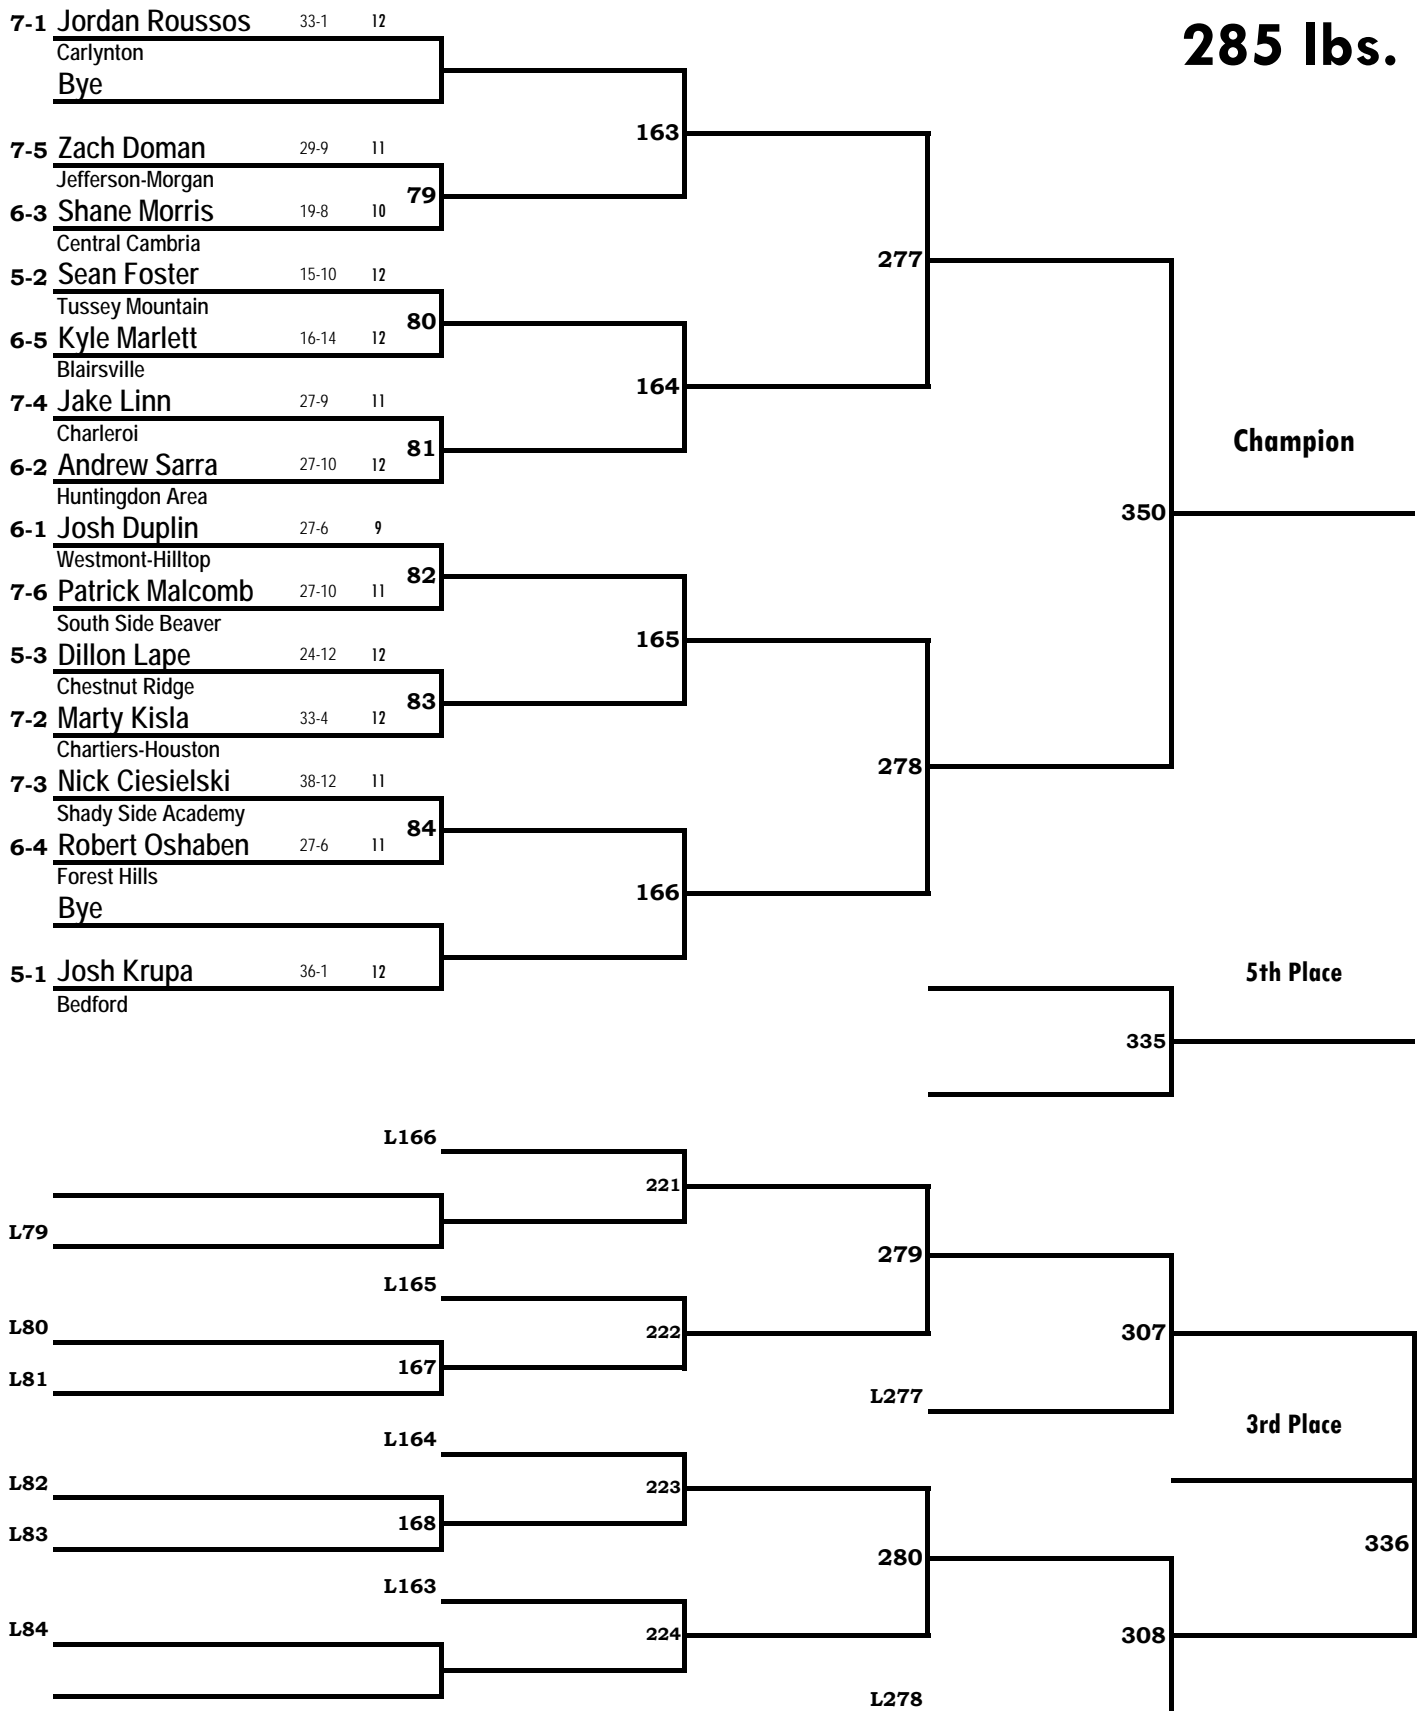 285 lbs.
7-1 Jordan Roussos 33-1 12
Carlynton
Bye
163
7-5 Zach Doman 29-9 11
Jefferson-Morgan
79
6-3 Shane Morris 19-8 10
Central Cambria
277
5-2 Sean Foster 15-10 12
Tussey Mountain
80
6-5 Kyle Marlett 16-14 12
Blairsville
164
7-4 Jake Linn 27-9 11
Charleroi
81
Champion
6-2 Andrew Sarra 27-10 12
Huntingdon Area
350
6-1 Josh Duplin 27-6 9
Westmont-Hilltop
82
7-6 Patrick Malcomb 27-10 11
South Side Beaver
165
5-3 Dillon Lape 24-12 12
Chestnut Ridge
83
7-2 Marty Kisla 33-4 12
Chartiers-Houston
278
7-3 Nick Ciesielski 38-12 11
Shady Side Academy
84
6-4 Robert Oshaben 27-6 11
Forest Hills
166
Bye
5-1 Josh Krupa 36-1 12
5th Place
Bedford
335
L166
221
L79
279
L165
L80
222
307
167
L81
L277
3rd Place
L164
L82
223
168
L83
336
280
L163
L84
224
308
L278